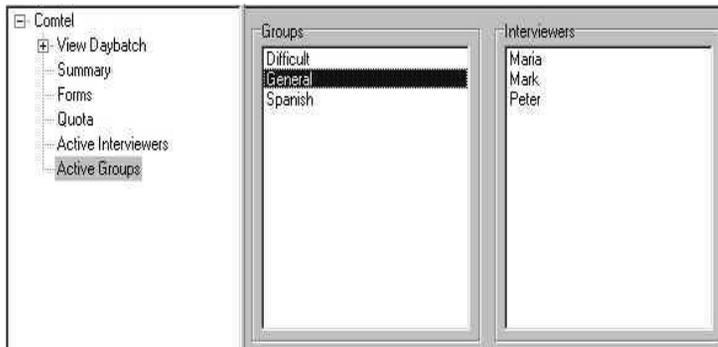 Comtel
View Daybatch
Summary
Forms
Quota
Active Interviewers
Active Groups
Groups
Difficult
General
Spanish
Interviewers
Maria
Mark
Peter